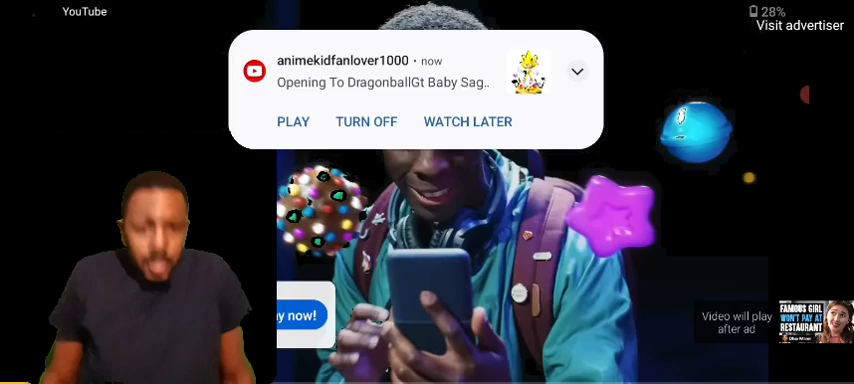 YouTube
28%
Visit advertiser
animekidfanlover1000 • now
Opening To DragonballGt Baby Sag..
PLAY TURN OFF WATCH LATER
y now!
Video will play
after ad
FAMOUS GIRL
WON'T PAY AT
RESTAURANT